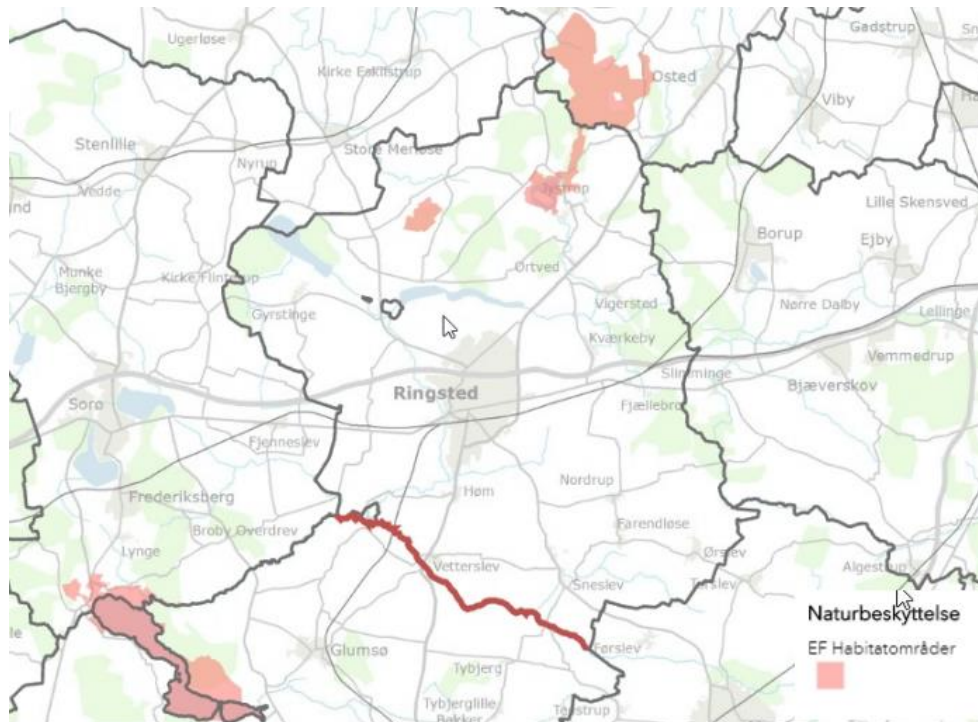 Ugerløse
Gadstrup
Kirke Eskilstrup
Osted
Viby
Stenlille
Store Merløse
Nyrup
Vedde
Jystrup
Lille Skensved
Borup
Ejby
Munke
Bjergby
Kirke Flintrup
Ortved
Gyrstinge
Vigersted
Nørre Dalby
Lellinge
Kværkeby
Vemmedrup
Slimminge
Bjæverskov
Ringsted
Sorø
Fjællebro
Fjenneslev
Høm
Nordrup
Frederiksberg
Broby Overdrev
Farendløse
Lynge
Ørslev
Vetterslev
Algestrup
Sneslev
Naturbeskyttelse
EF Habitatområder
Glumsø
Førslev
Tybjerg
Tybjerglille
Bakker